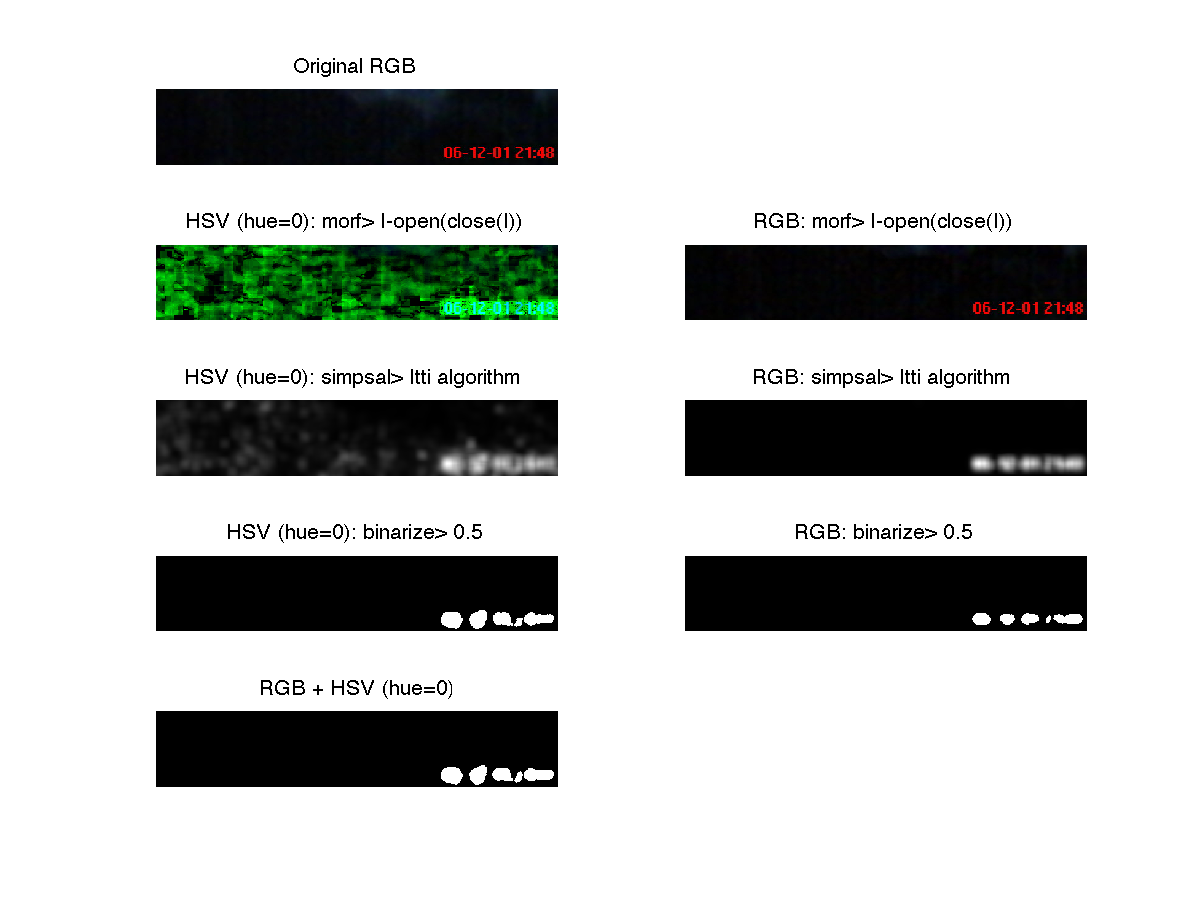 Original RGB
06-12-01 21:48
HSV (hue=0): morf> I-open(close(I))
RGB: morf> I-open(close(I))
06-12-01 21:48
06-12-01 21:48
HSV (hue=0): simpsal> Itti algorithm
RGB: simpsal> Itti algorithm
HSV (hue=0): binarize> 0.5
RGB: binarize> 0.5
RGB + HSV (hue=0)